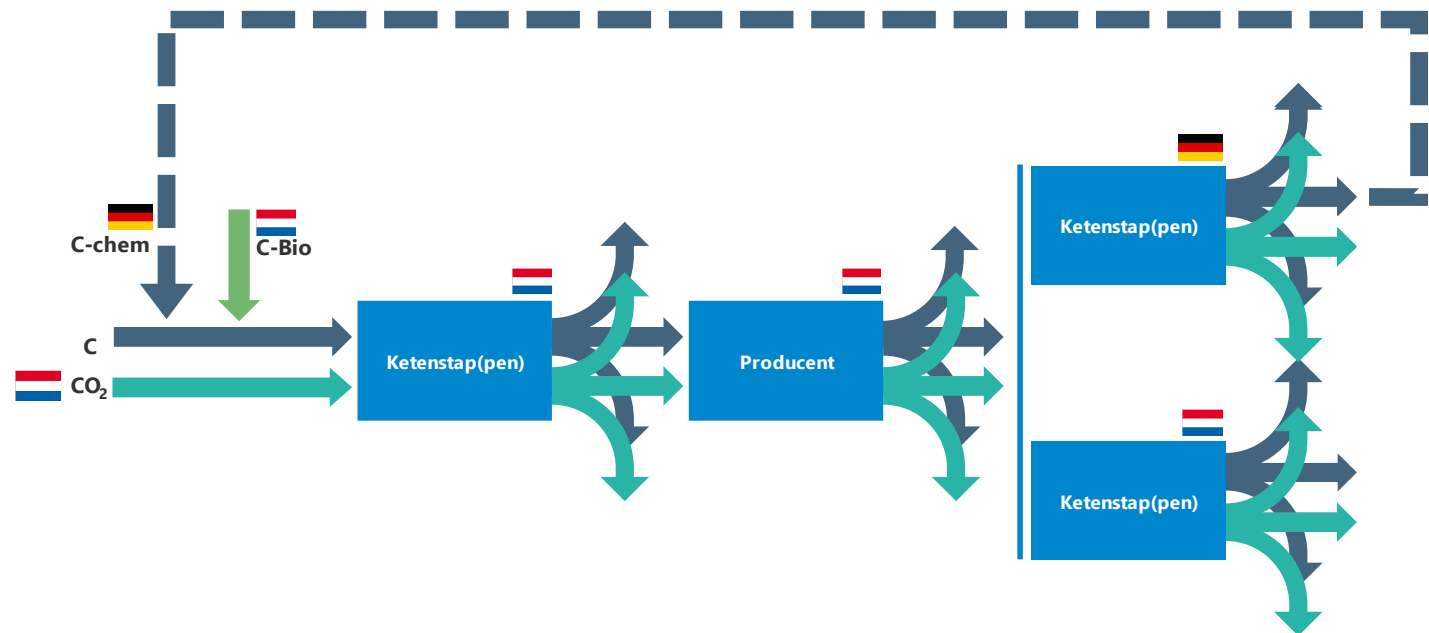 Ketenstap(pen)
C-chem
C-Bio
C
CO₂
Ketenstap(pen)
Producent
Ketenstap(pen)